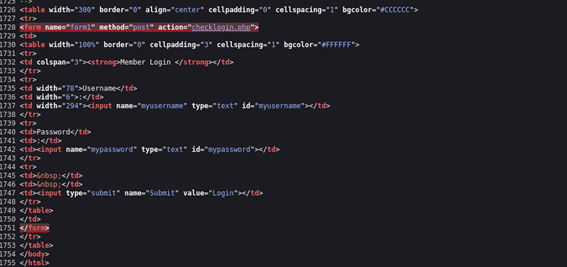 1725 -->
1726 <table width="300" border="0" align="center" cellpadding="0" cellspacing="1" bgcolor="#CCCCCC">
1727 <tr>
1728 <form name="form1" method="post" action="checklogin.php">
1729 <td>
1730 <table width="100%" border="0" cellpadding="3" cellspacing="1" bgcolor="#FFFFFF">
1731 <tr>
1732 <td colspan="3"><strong>Member Login </strong></td>
1733 </tr>
1734 <tr>
1735 <td width="78">Username</td>
1736 <td width="6">:</td>
1737 <td width="294"><input name="myusername" type="text" id="myusername"></td>
1738 </tr>
1739 <tr>
1740 <td>Password</td>
1741 <td>:</td>
1742 <td><input name="mypassword" type="text" id="mypassword"></td>
1743 </tr>
1744 <tr>
1745 <td>&nbsp;</td>
1746 <td>&nbsp;</td>
1747 <td><input type="submit" name="Submit" value="Login"></td>
1748 </tr>
1749 </table>
1750 </td>
1751 </form>
1752 </tr>
1753 </table>
1754 </body>
1755 </html>